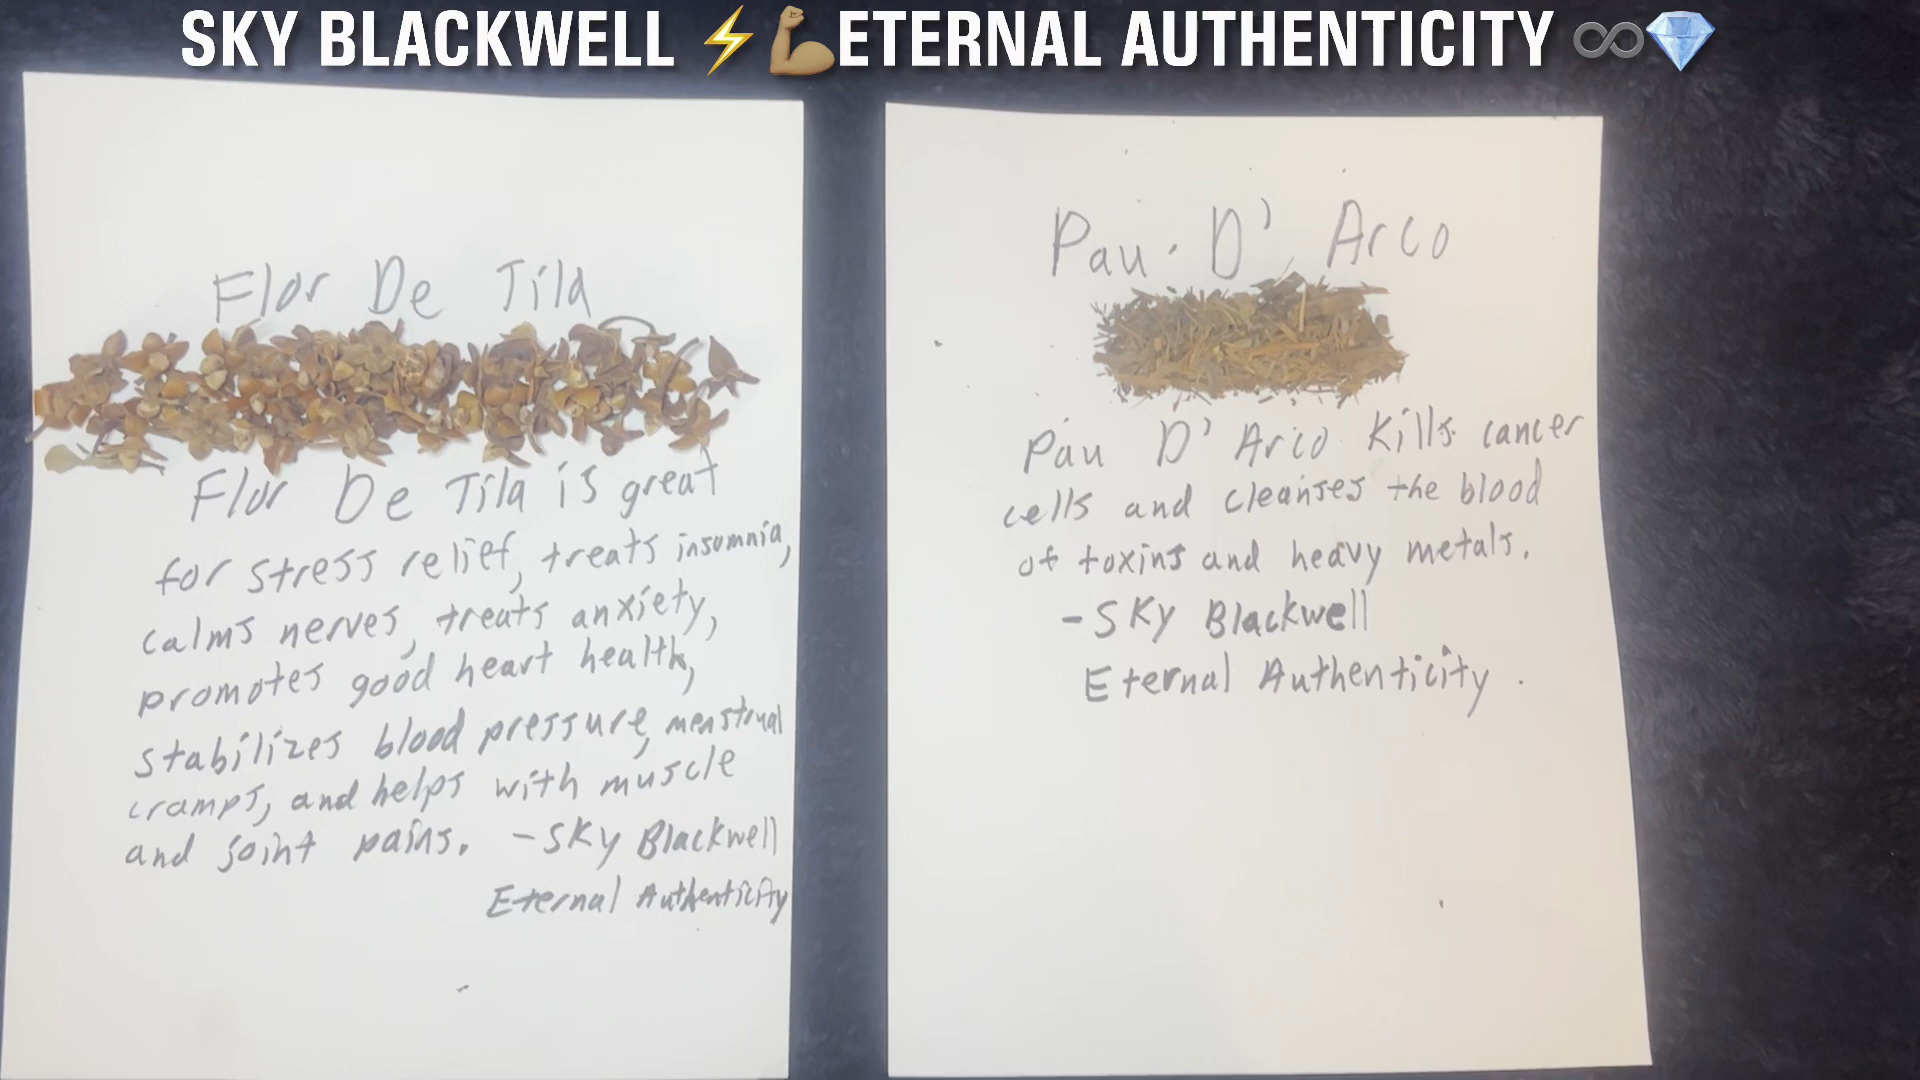 SKY BLACKWELL ⚡💪🏽ETERNAL AUTHENTICITY ♾💎
Flor De Tila
Flor De Tila is great
for stress relief, treats insomnia,
calms nerves, treats anxiety,
promotes good heart health,
stabilizes blood pressure, menstrual
cramps, and helps with muscle
and joint pains. -Sky Blackwell
Eternal Authenticity
Pau D' Arco
Pau D' Arco Kills cancer
cells and cleanses the blood
of toxins and heavy metals.
-Sky Blackwell
Eternal Authenticity.